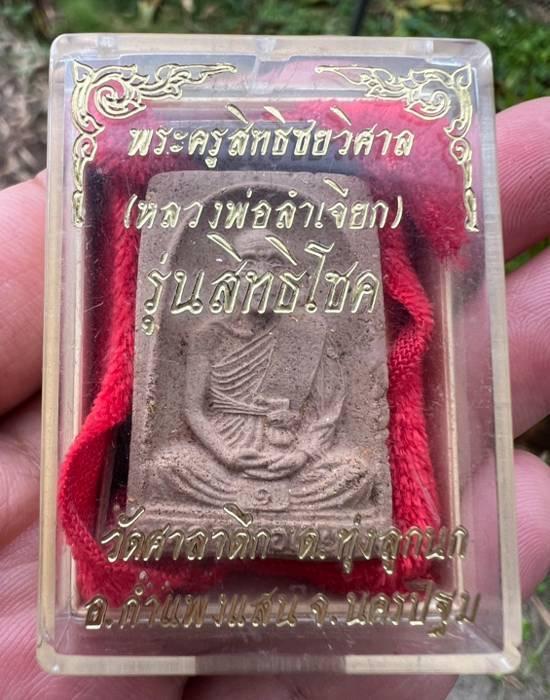 พระครูสิทธิชัยวิศาล
(หลวงพ่อลำเจียก)
รุ่นสิทธิโชค
วัดศาลาตึก ต.ทุ่งลูกนก
อ.กำแพงแสน จ.นครปฐม